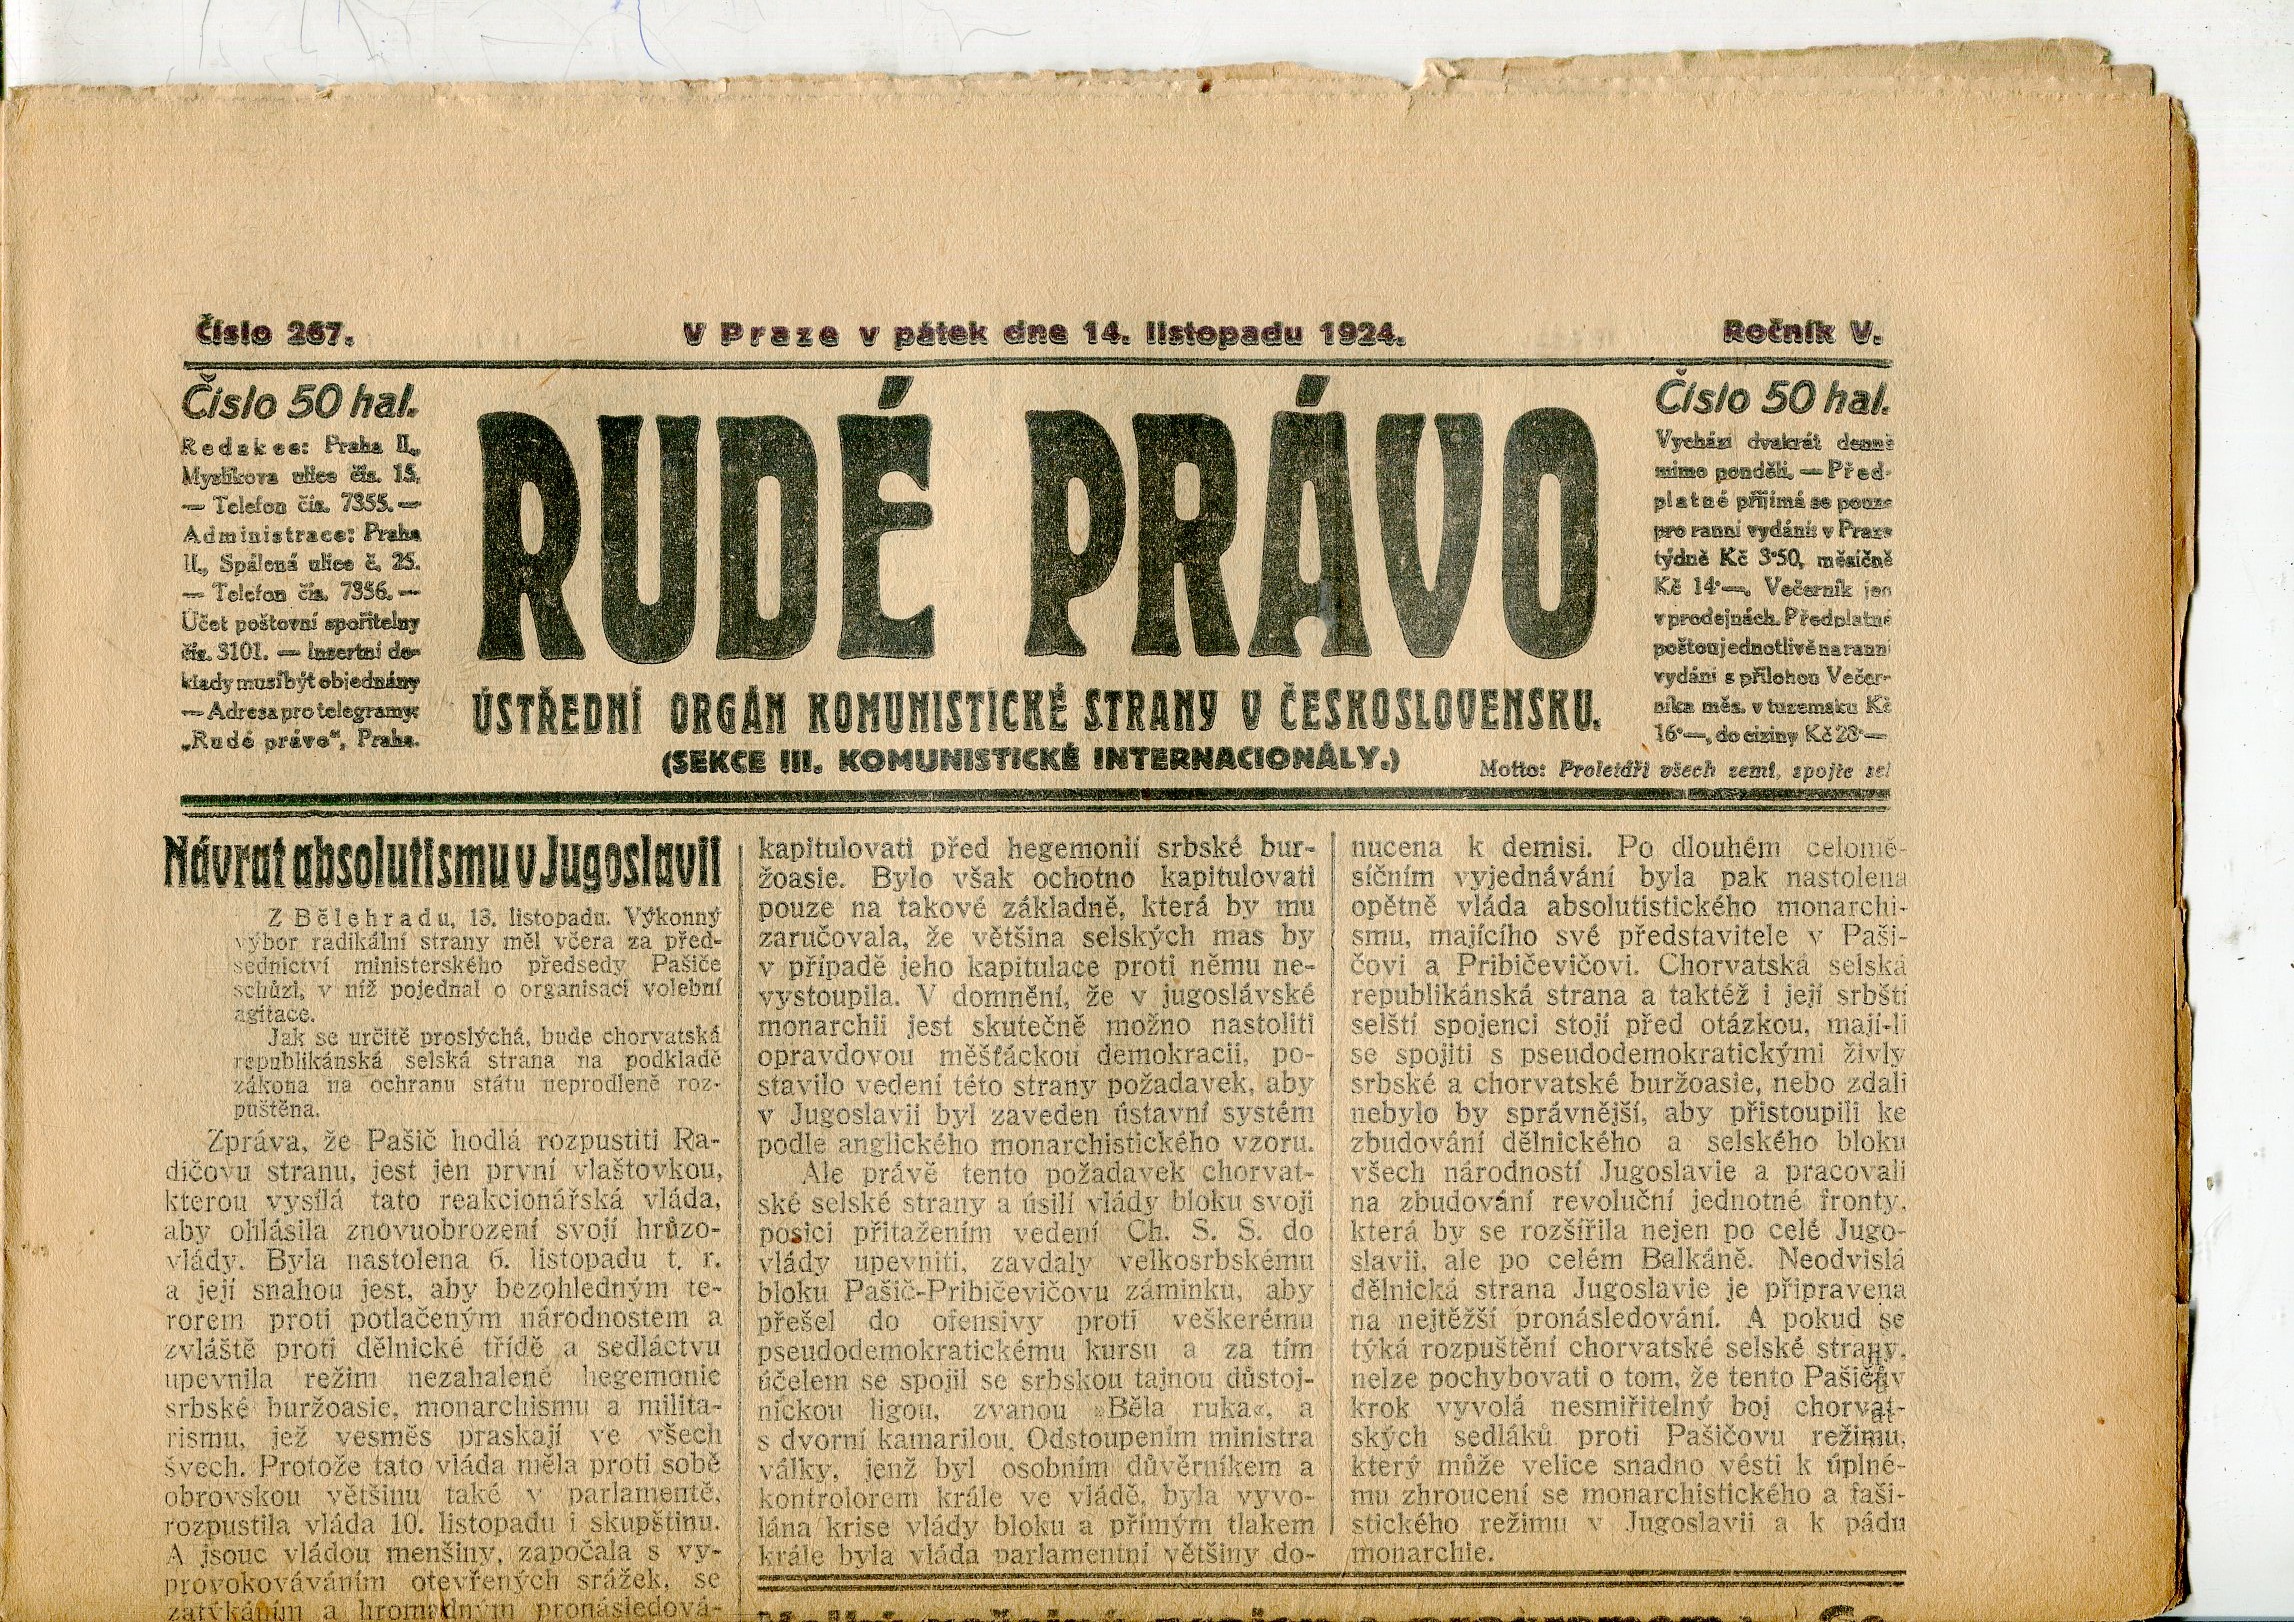 Číslo 267.
V Praze v pátek dne 14. listopadu 1924.
Ročník V.
Číslo 50 hal.
Redakce: Praha II.,
Myslíkova ulice čís. 15.
— Telefon čís. 7355. —
Administrace: Praha
II., Spálená ulice č. 25.
— Telefon čís. 7356. —
Účet poštovní spořitelny
čís. 3101. — Insertní do-
klady musí být objednány
— Adresa pro telegramy:
„Rudé právo“, Praha.
RUDÉ PRÁVO
ÚSTŘEDNÍ ORGÁN KOMUNISTICKÉ STRANY V ČESKOSLOVENSKU.
(SEKCE III. KOMUNISTICKÉ INTERNACIONÁLY.)
Motto: Proletáři všech zemí, spojte se!
Číslo 50 hal.
Vychází dvakrát denně
mimo pondělí. — Před-
platné přijímá se pouze
pro ranní vydání: v Praze
týdně Kč 3·50, měsíčně
Kč 14·—. Večerník jen
v prodejnách. Předplatné
poštou jednotlivě na ranní
vydání s přílohou Večer-
níka měs. v tuzemsku Kč
16·—, do ciziny Kč 28·—
Návrat absolutismu v Jugoslavii
Z Bělehradu, 13. listopadu. Výkonný
výbor radikální strany měl včera za před-
sednictví ministerského předsedy Pašiče
schůzi, v níž pojednal o organisaci volební
agitace.
Jak se určitě proslýchá, bude chorvatská
republikánská selská strana na podkladě
zákona na ochranu státu neprodleně roz-
puštěna.
Zpráva, že Pašič hodlá rozpustiti Ra-
dičovu stranu, jest jen první vlaštovkou,
kterou vysílá tato reakcionářská vláda,
aby ohlásila znovuobrození svojí hrůzo-
vlády. Byla nastolena 6. listopadu t. r.
a její snahou jest, aby bezohledným te-
rorem proti potlačeným národnostem a
zvláště proti dělnické třídě a sedláctvu
upevnila režim nezahalené hegemonie
srbské buržoasie, monarchismu a milita-
rismu, jež vesměs praskají ve všech
švech. Protože tato vláda měla proti sobě
obrovskou většinu také v parlamentě,
rozpustila vláda 10. listopadu i skupštinu.
A jsouc vládou menšiny, započala s vy-
provokováváním otevřených srážek, se
zatýkáním a hromadným pronásledová-
kapitulovati před hegemonií srbské bur-
žoasie. Bylo však ochotno kapitulovati
pouze na takové základně, která by mu
zaručovala, že většina selských mas by
v případě jeho kapitulace proti němu ne-
vystoupila. V domnění, že v jugoslávské
monarchii jest skutečně možno nastoliti
opravdovou měšťáckou demokracii, po-
stavilo vedení této strany požadavek, aby
v Jugoslavii byl zaveden ústavní systém
podle anglického monarchistického vzoru.
Ale právě tento požadavek chorvat-
ské selské strany a úsilí vlády bloku svoji
posici přitažením vedení Ch. S. S. do
vlády upevniti, zavdaly velkosrbskému
bloku Pašič-Pribičevičovu záminku, aby
přešel do ofensivy proti veškerému
pseudodemokratickému kursu a za tím
účelem se spojil se srbskou tajnou důstoj-
nickou ligou, zvanou »Běla ruka«, a
s dvorní kamarilou. Odstoupením ministra
války, jenž byl osobním důvěrníkem a
kontrolorem krále ve vládě, byla vyvo-
lána krise vlády bloku a přímým tlakem
krále byla vláda parlamentní většiny do-
nucena k demisi. Po dlouhém celomě-
síčním vyjednávání byla pak nastolena
opětně vláda absolutistického monarchi-
smu, majícího své představitele v Paši-
čovi a Pribičevičovi. Chorvatská selská
republikánská strana a taktéž i její srbští
selští spojenci stojí před otázkou, mají-li
se spojiti s pseudodemokratickými živly
srbské a chorvatské buržoasie, nebo zdali
nebylo by správnější, aby přistoupili ke
zbudování dělnického a selského bloku
všech národností Jugoslavie a pracovali
na zbudování revoluční jednotné fronty,
která by se rozšířila nejen po celé Jugo-
slavii, ale po celém Balkáně. Neodvislá
dělnická strana Jugoslavie je připravena
na nejtěžší pronásledování. A pokud se
týká rozpuštění chorvatské selské strany,
nelze pochybovati o tom, že tento Pašičův
krok vyvolá nesmiřitelný boj chorvat-
ských sedláků proti Pašičovu režimu,
který může velice snadno vésti k úplné-
mu zhroucení se monarchistického a faši-
stického režimu v Jugoslavii a k pádu
monarchie.